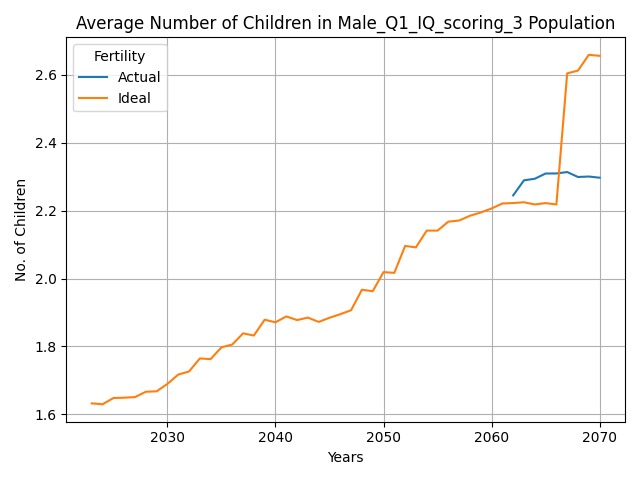 Average Number of Children in Male_Q1_IQ_scoring_3 Population
Fertility
Actual
Ideal
No. of Children
2.6
2.4
2.2
2.0
1.8
1.6
2030
2040
2050
2060
2070
Years